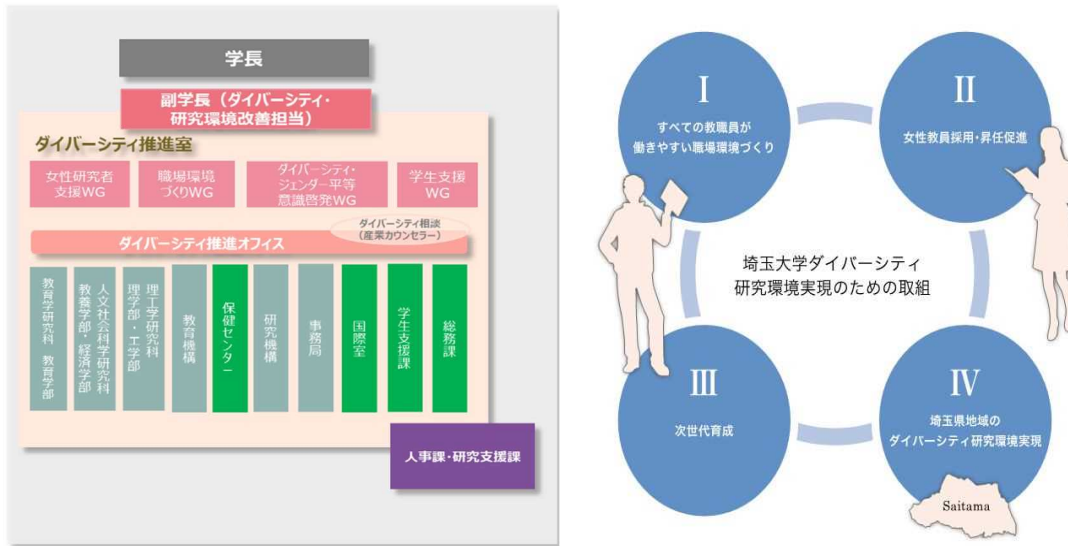 学長
副学長（ダイバーシティ・
研究環境改善担当）
ダイバーシティ推進室
女性研究者
支援WG
職場環境
づくりWG
ダイバーシティ・
ジェンダー平等
意識啓発WG
学生支援
WG
ダイバーシティ相談
（産業カウンセラー）
ダイバーシティ推進オフィス
教育学研究科 教育学部
人文社会科学研究科
教養学部・経済学部
理工学研究科
理学部・工学部
教育機構
保健センター
研究機構
事務局
国際室
学生支援課
総務課
人事課・研究支援課
I
すべての教職員が
働きやすい職場環境づくり
II
女性教員採用・昇任促進
埼玉大学ダイバーシティ
研究環境実現のための取組
III
次世代育成
IV
埼玉県地域の
ダイバーシティ研究環境実現
Saitama